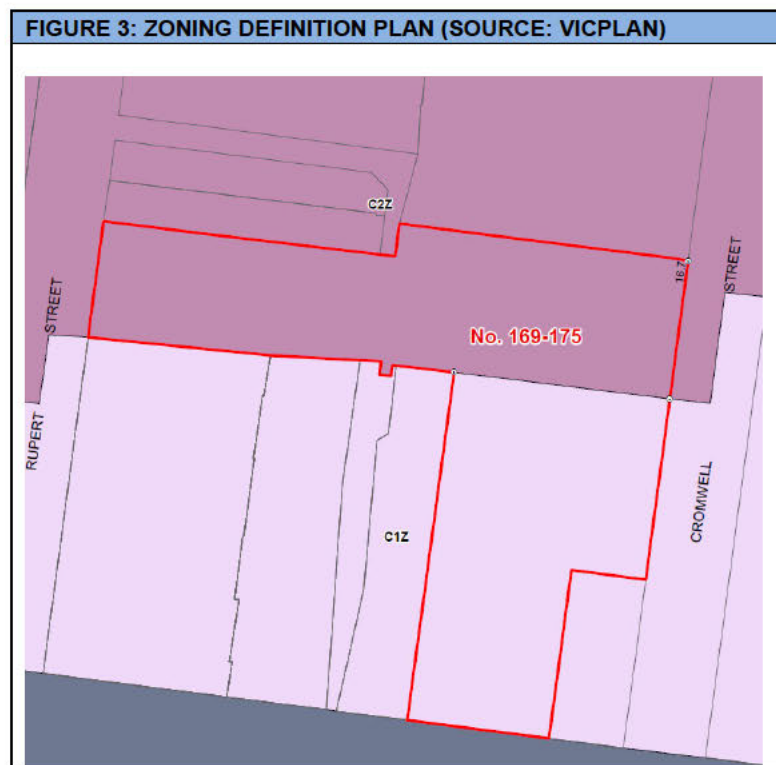 FIGURE 3: ZONING DEFINITION PLAN (SOURCE: VICPLAN)
C2Z
16.7
STREET
STREET
No. 169-175
RUPERT
CROMWELL
C1Z